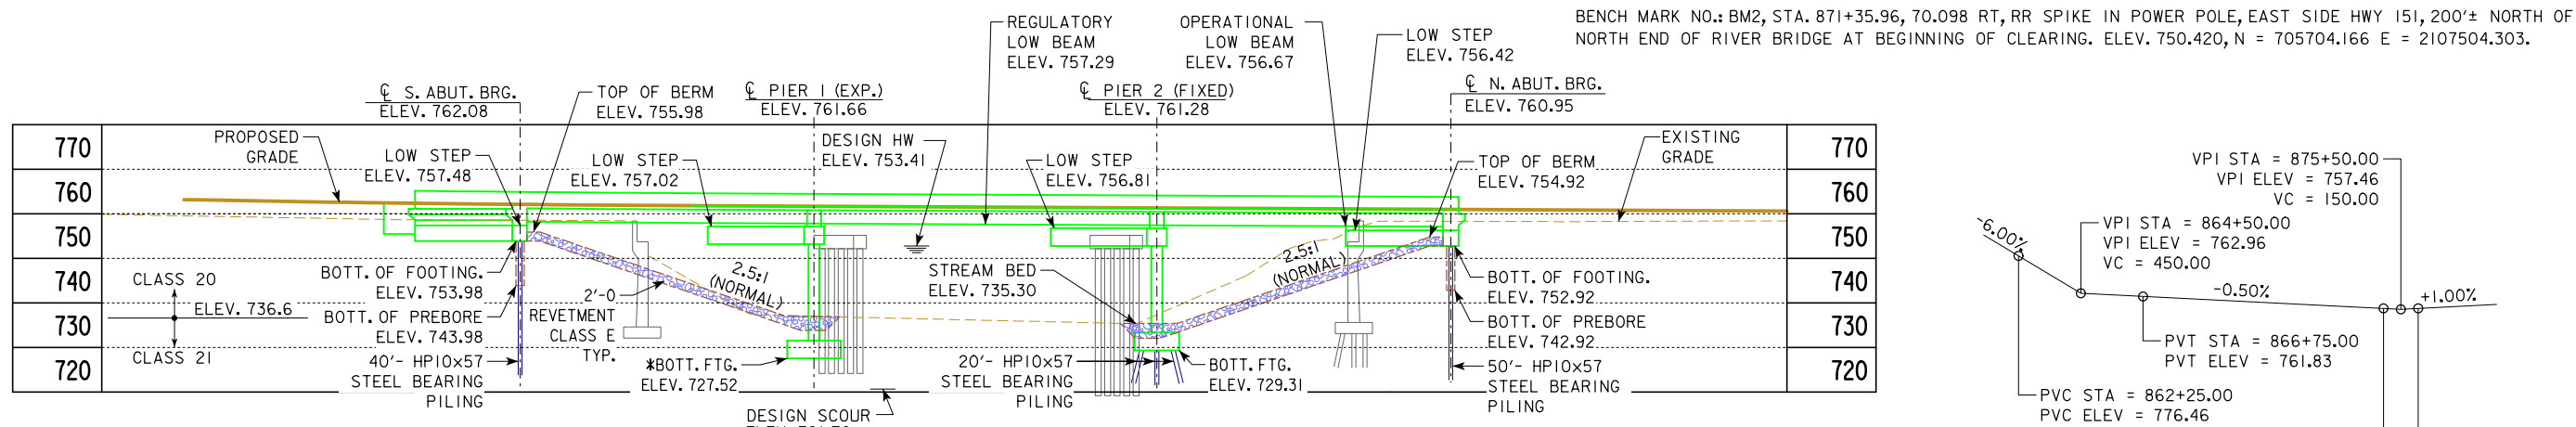 BENCH MARK NO.: BM2, STA. 871+35.96, 70.098 RT, RR SPIKE IN POWER POLE, EAST SIDE HWY 151, 200'± NORTH OF
NORTH END OF RIVER BRIDGE AT BEGINNING OF CLEARING. ELEV. 750.420, N = 705704.166 E = 2107504.303.
REGULATORY
LOW BEAM
ELEV. 757.29
OPERATIONAL
LOW BEAM
ELEV. 756.67
LOW STEP
ELEV. 756.42
℄ S. ABUT. BRG.
ELEV. 762.08
TOP OF BERM
ELEV. 755.98
℄ PIER 1 (EXP.)
ELEV. 761.66
℄ PIER 2 (FIXED)
ELEV. 761.28
℄ N. ABUT. BRG.
ELEV. 760.95
770
760
750
740
730
720
PROPOSED
GRADE
LOW STEP
ELEV. 757.48
LOW STEP
ELEV. 757.02
DESIGN HW
ELEV. 753.41
LOW STEP
ELEV. 756.81
TOP OF BERM
ELEV. 754.92
EXISTING
GRADE
770
760
750
740
730
720
CLASS 20
ELEV. 736.6
CLASS 21
BOTT. OF FOOTING.
ELEV. 753.98
BOTT. OF PREBORE
ELEV. 743.98
40'- HP10x57
STEEL BEARING
PILING
2'-0
REVETMENT
CLASS E
TYP.
2.5:1
(NORMAL)
*BOTT. FTG.
ELEV. 727.52
DESIGN SCOUR
STREAM BED
ELEV. 735.30
20'- HP10x57
STEEL BEARING
PILING
2.5:1
(NORMAL)
BOTT. FTG.
ELEV. 729.31
BOTT. OF FOOTING.
ELEV. 752.92
BOTT. OF PREBORE
ELEV. 742.92
50'- HP10x57
STEEL BEARING
PILING
VPI STA = 875+50.00
VPI ELEV = 757.46
VC = 150.00
-6.00%
VPI STA = 864+50.00
VPI ELEV = 762.96
VC = 450.00
-0.50%
+1.00%
PVT STA = 866+75.00
PVT ELEV = 761.83
PVC STA = 862+25.00
PVC ELEV = 776.46